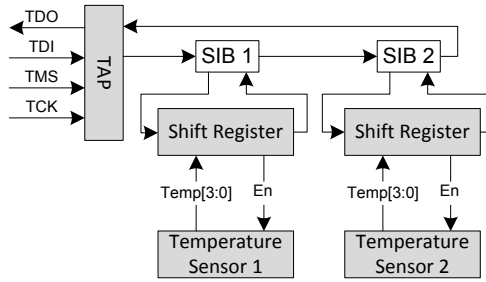 TDO
TDI
TMS
TCK
TAP
SIB 1
SIB 2
Shift Register
Shift Register
Temp[3:0]
En
Temp[3:0]
En
Temperature
Sensor 1
Temperature
Sensor 2